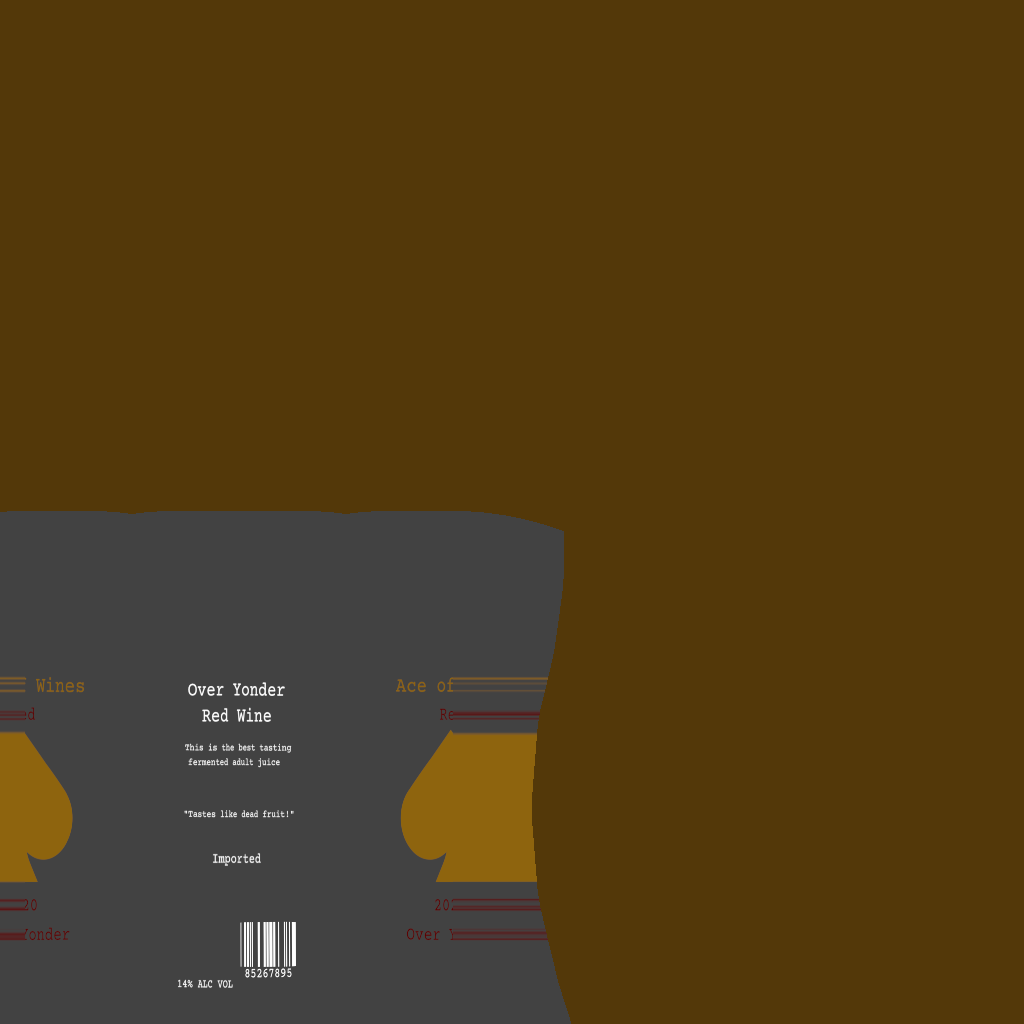 Wines
ed
20
Yonder
Over Yonder
Red Wine
This is the best tasting
fermented adult juice
"Tastes like dead fruit!"
Imported
85267895
14% ALC VOL
Ace of
Re
20
Over Y